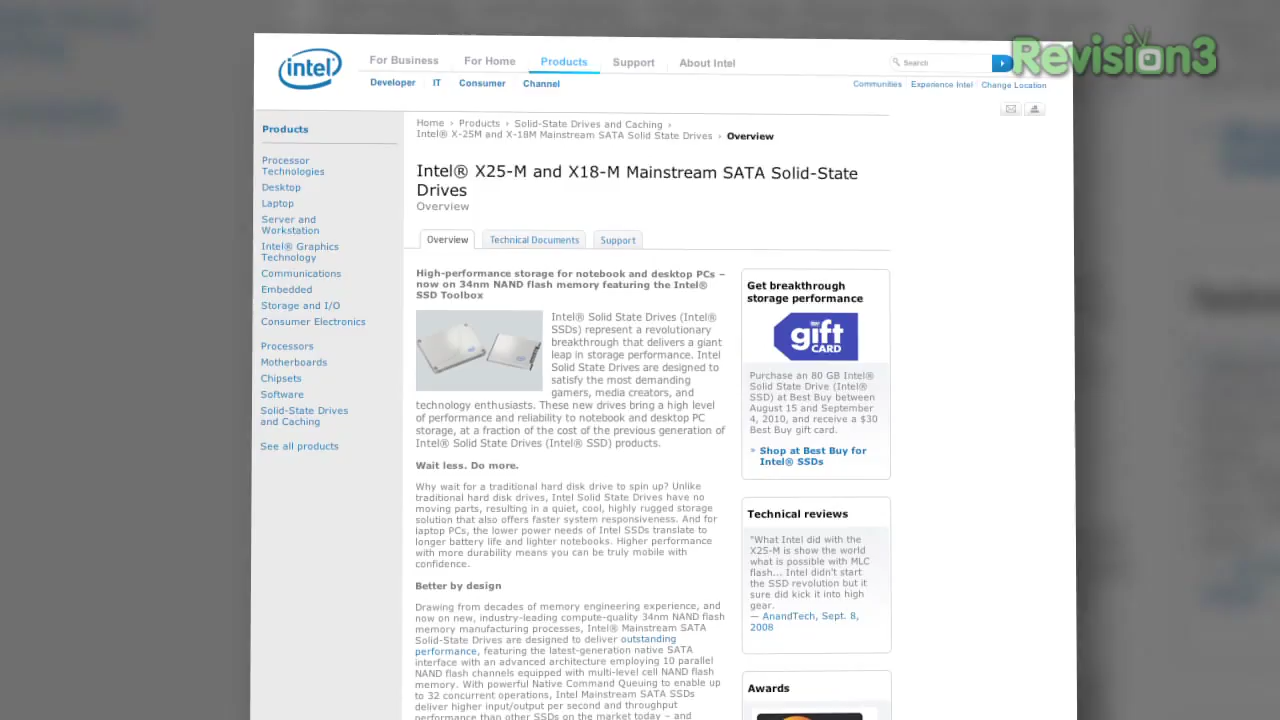 Revision3
intel
For Business
For Home
Products
Support
About Intel
Search
Developer
IT
Consumer
Channel
Communities
Experience Intel
Change Location
Products
Processor
Technologies
Desktop
Laptop
Server and
Workstation
Intel® Graphics
Technology
Communications
Embedded
Storage and I/O
Consumer Electronics
Processors
Motherboards
Chipsets
Software
Solid-State Drives
and Caching
See all products
Home › Products › Solid-State Drives and Caching ›
Intel® X-25M and X-18M Mainstream SATA Solid State Drives › Overview
Intel® X25-M and X18-M Mainstream SATA Solid-State
Drives
Overview
Overview
Technical Documents
Support
High-performance storage for notebook and desktop PCs –
now on 34nm NAND flash memory featuring the Intel®
SSD Toolbox
Intel® Solid State Drives (Intel®
SSDs) represent a revolutionary
breakthrough that delivers a giant
leap in storage performance. Intel
Solid State Drives are designed to
satisfy the most demanding
gamers, media creators, and
technology enthusiasts. These new drives bring a high level
of performance and reliability to notebook and desktop PC
storage, at a fraction of the cost of the previous generation of
Intel® Solid State Drives (Intel® SSD) products.
Wait less. Do more.
Why wait for a traditional hard disk drive to spin up? Unlike
traditional hard disk drives, Intel Solid State Drives have no
moving parts, resulting in a quiet, cool, highly rugged storage
solution that also offers faster system responsiveness. And for
laptop PCs, the lower power needs of Intel SSDs translate to
longer battery life and lighter notebooks. Higher performance
with more durability means you can be truly mobile with
confidence.
Better by design
Drawing from decades of memory engineering experience, and
now on new, industry-leading compute-quality 34nm NAND flash
memory manufacturing processes, Intel® Mainstream SATA
Solid-State Drives are designed to deliver outstanding
performance, featuring the latest-generation native SATA
interface with an advanced architecture employing 10 parallel
NAND flash channels equipped with multi-level cell NAND flash
memory. With powerful Native Command Queuing to enable up
to 32 concurrent operations, Intel Mainstream SATA SSDs
deliver higher input/output per second and throughput
performance than other SSDs on the market today – and
Get breakthrough
storage performance
gift
CARD
Purchase an 80 GB Intel®
Solid State Drive (Intel®
SSD) at Best Buy between
August 15 and September
4, 2010, and receive a $30
Best Buy gift card.
» Shop at Best Buy for
Intel® SSDs
Technical reviews
"What Intel did with the
X25-M is show the world
what is possible with MLC
flash... Intel didn't start
the SSD revolution but it
sure did kick it into high
gear.
— AnandTech, Sept. 8,
2008
Awards